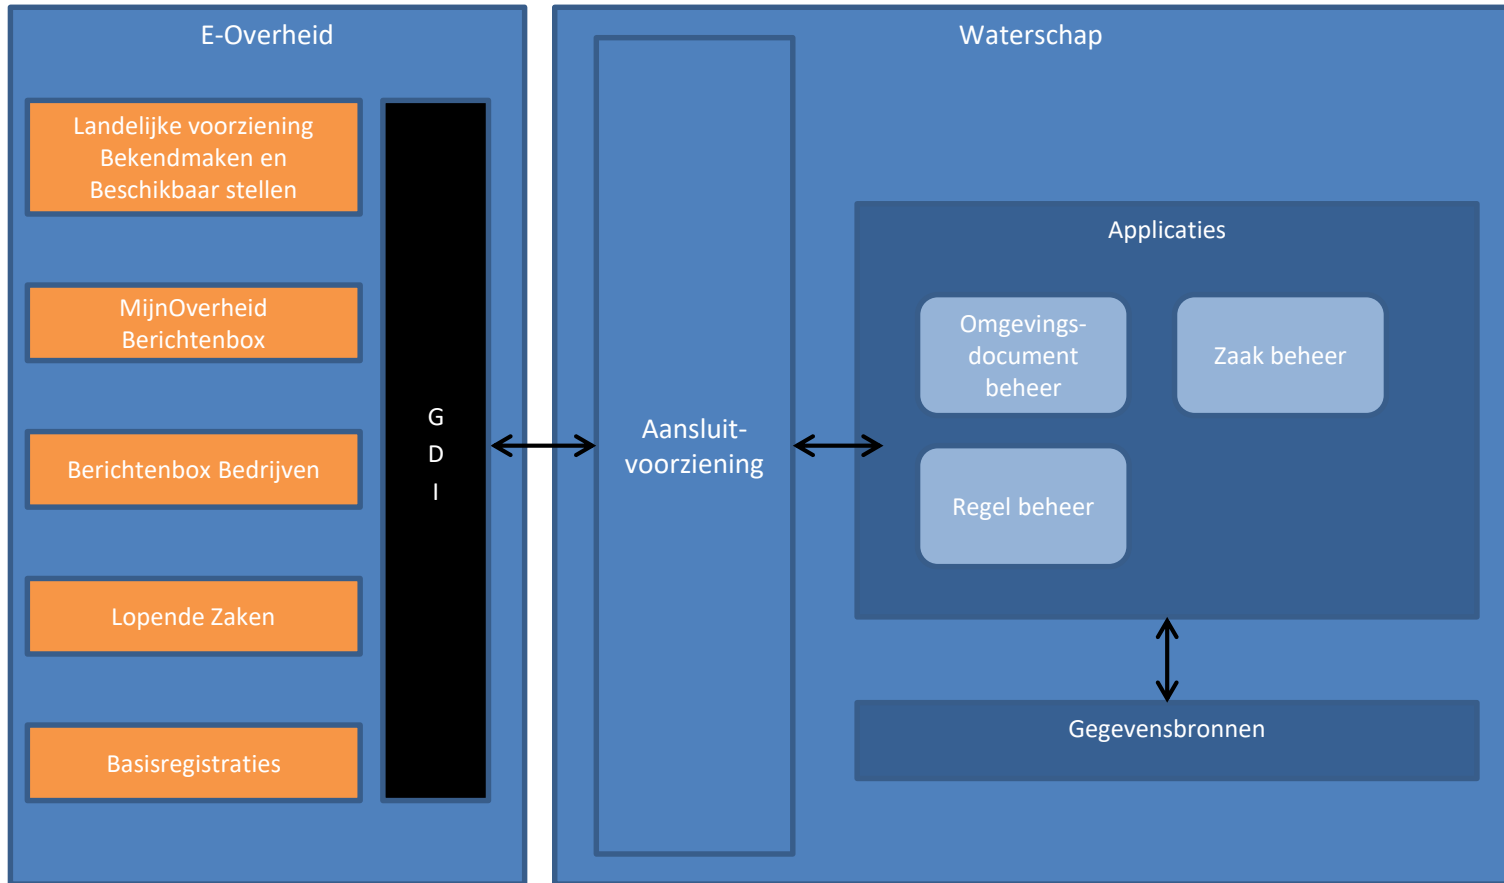 E-Overheid
Landelijke voorziening
Bekendmaken en
Beschikbaar stellen
MijnOverheid
Berichtenbox
Berichtenbox Bedrijven
Lopende Zaken
Basisregistraties
G
D
I
Waterschap
Aansluit-
voorziening
Applicaties
Omgevings-
document
beheer
Zaak beheer
Regel beheer
Gegevensbronnen